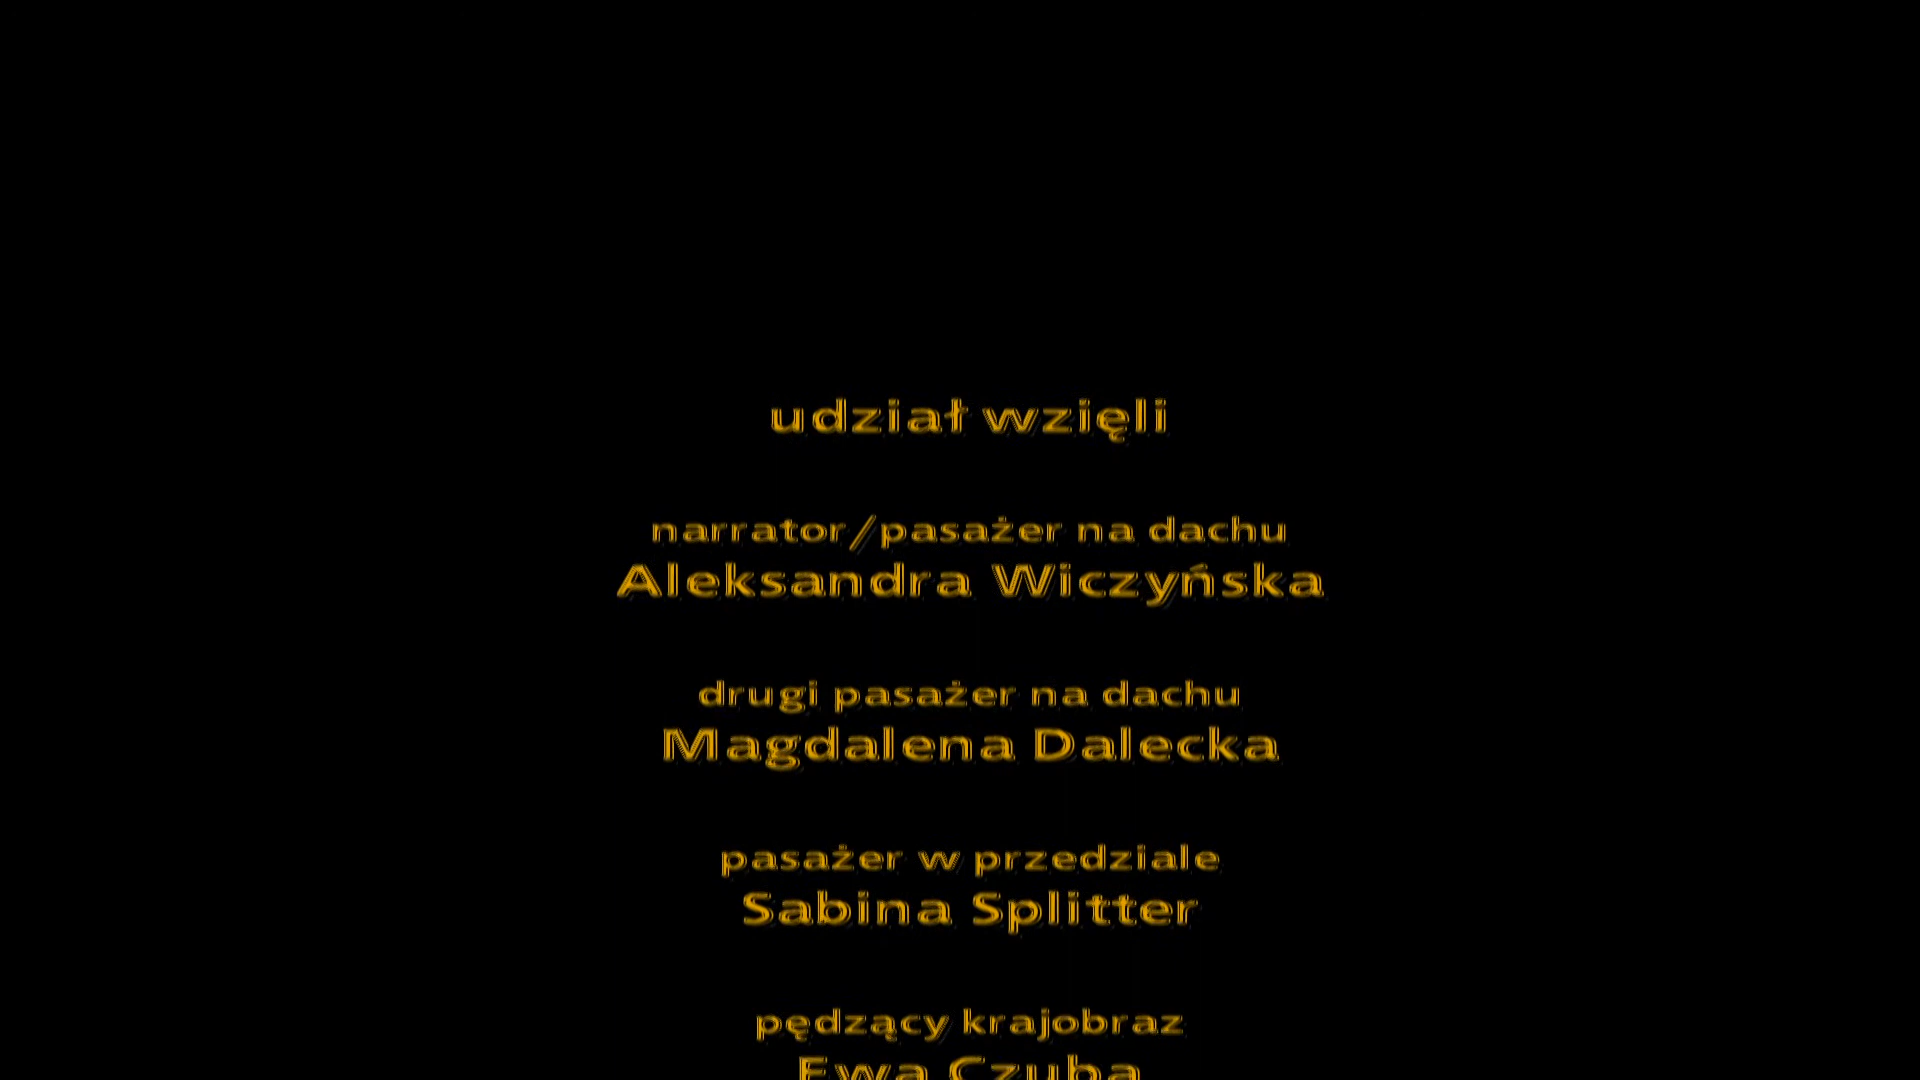 udział wzięli
narrator/pasażer na dachu
Aleksandra Wiczyńska
drugi pasażer na dachu
Magdalena Dalecka
pasażer w przedziale
Sabina Splitter
pędzący krajobraz
Ewa Czuba